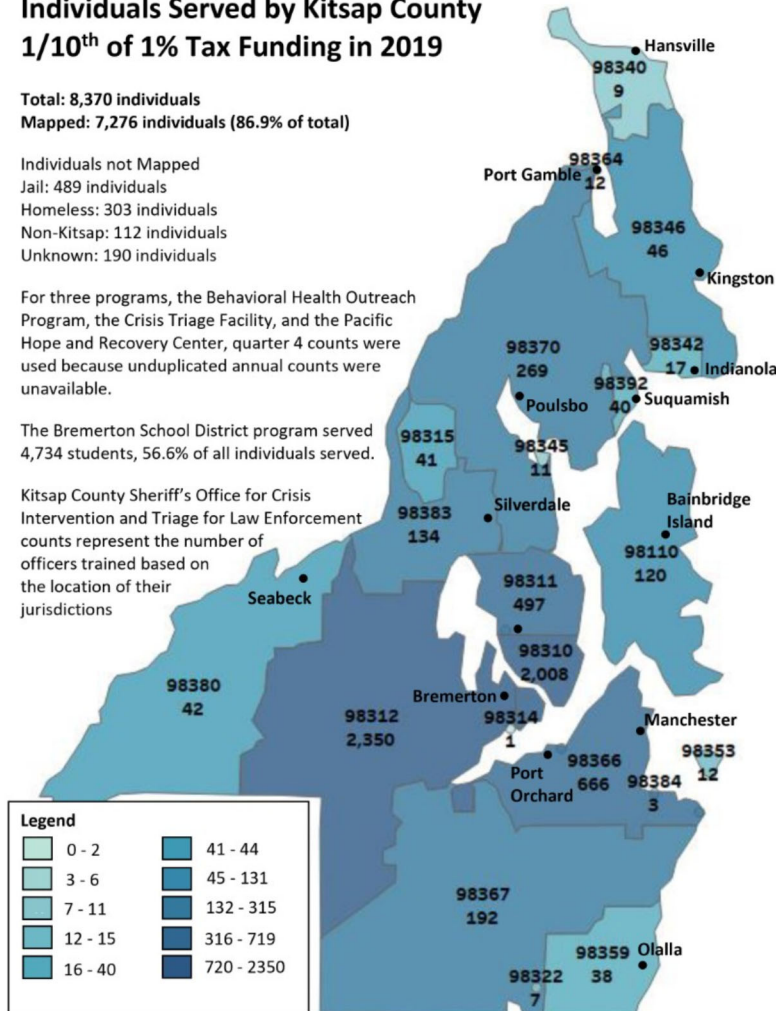 Individuals Served by Kitsap County
1/10th of 1% Tax Funding in 2019
Total: 8,370 individuals
Mapped: 7,276 individuals (86.9% of total)
Individuals not Mapped
Jail: 489 individuals
Homeless: 303 individuals
Non-Kitsap: 112 individuals
Unknown: 190 individuals
For three programs, the Behavioral Health Outreach
Program, the Crisis Triage Facility, and the Pacific
Hope and Recovery Center, quarter 4 counts were
used because unduplicated annual counts were
unavailable.
The Bremerton School District program served
4,734 students, 56.6% of all individuals served.
Kitsap County Sheriff's Office for Crisis
Intervention and Triage for Law Enforcement
counts represent the number of
officers trained based on
the location of their
jurisdictions
Hansville
98340
9
98364
Port Gamble
12
98346
46
Kingston
98342
17
Indianola
98370
269
98392
40
Suquamish
Poulsbo
98315
41
98345
11
Silverdale
98383
134
Bainbridge
Island
98110
120
Seabeck
98311
497
98310
2,008
98380
42
Bremerton
98312
2,350
98314
1
Manchester
98353
12
98366
666
Port
Orchard
98384
3
98367
192
98359
38
Olalla
98322
7
Legend
0 - 2
3 - 6
7 - 11
12 - 15
16 - 40
41 - 44
45 - 131
132 - 315
316 - 719
720 - 2350